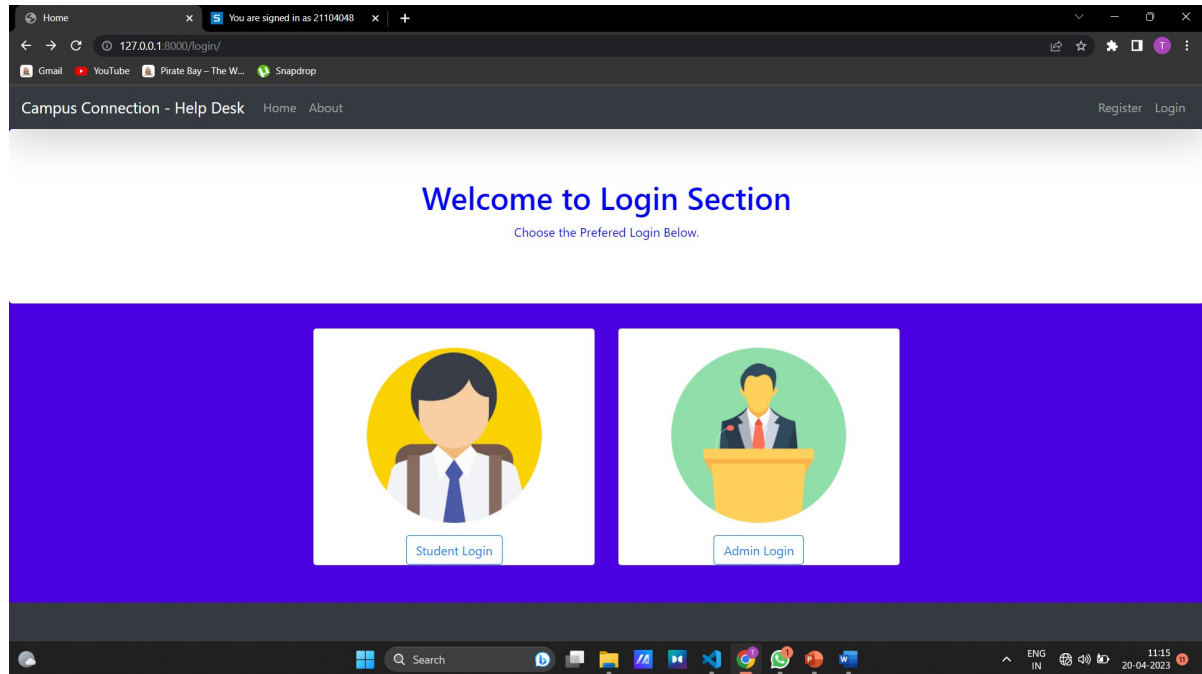 Home
You are signed in as 21104048
127.0.0.1:8000/login/
T
Gmail YouTube Pirate Bay – The W... Snapdrop
Campus Connection - Help Desk Home About Register Login
Welcome to Login Section
Choose the Prefered Login Below.
Student Login
Admin Login
Search
ENG
IN
11:15
20-04-2023
11